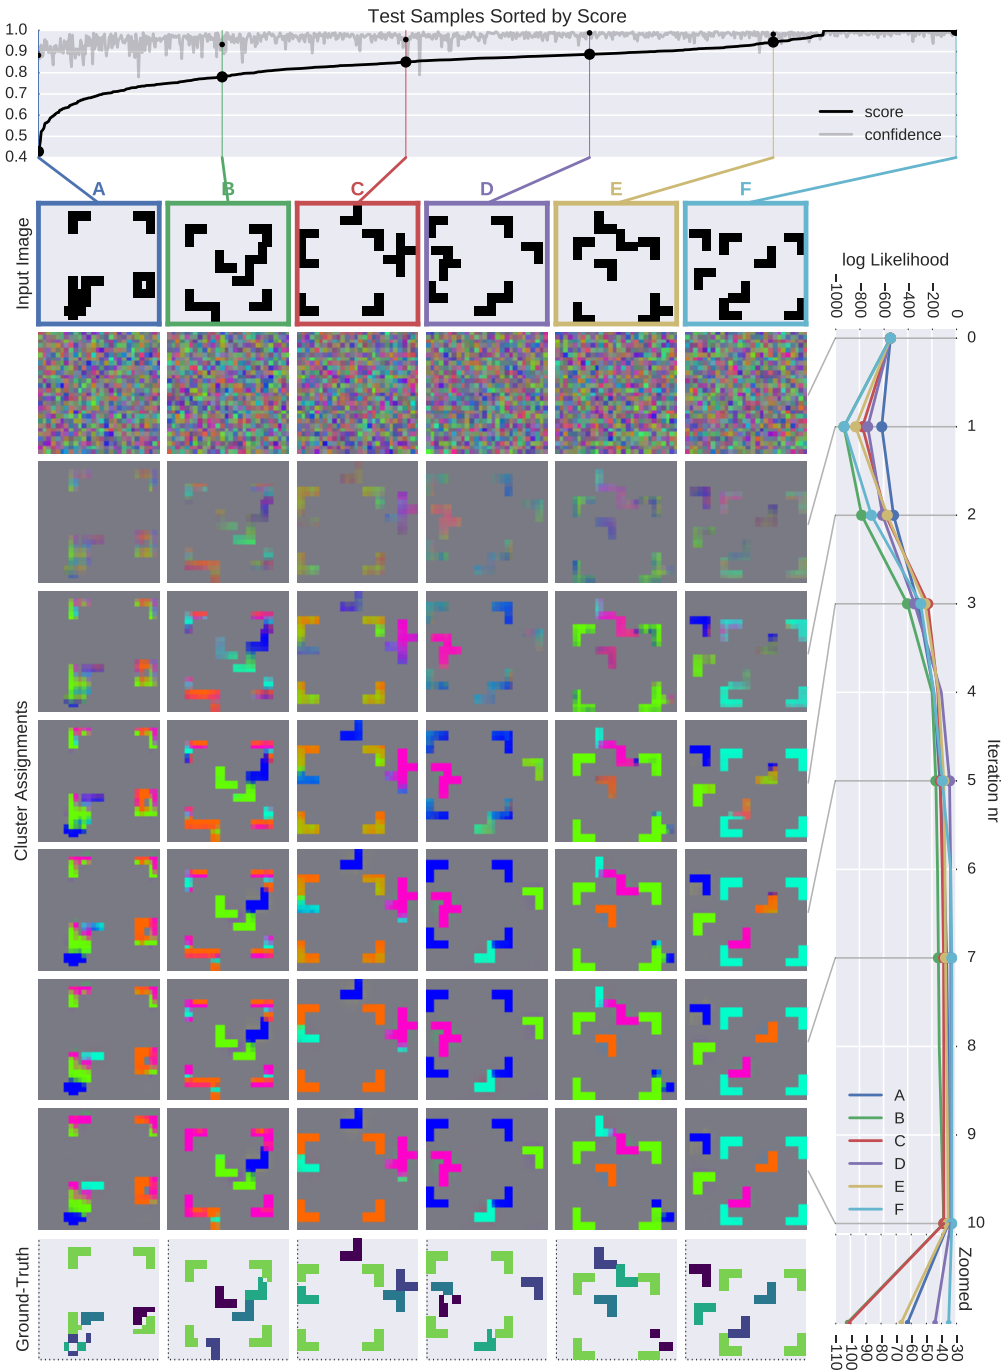 Test Samples Sorted by Score
1.0
0.9
0.8
0.7
0.6
0.5
0.4
score
confidence
A B C D E F
Input Image
log Likelihood
−1000 −800 −600 −400 −200 0
0
1
2
3
4
5
6
7
8
9
10
Iteration nr
Cluster Assignments
A
B
C
D
E
F
Ground-Truth
Zoomed
−110 −100 −90 −80 −70 −60 −50 −40 −30